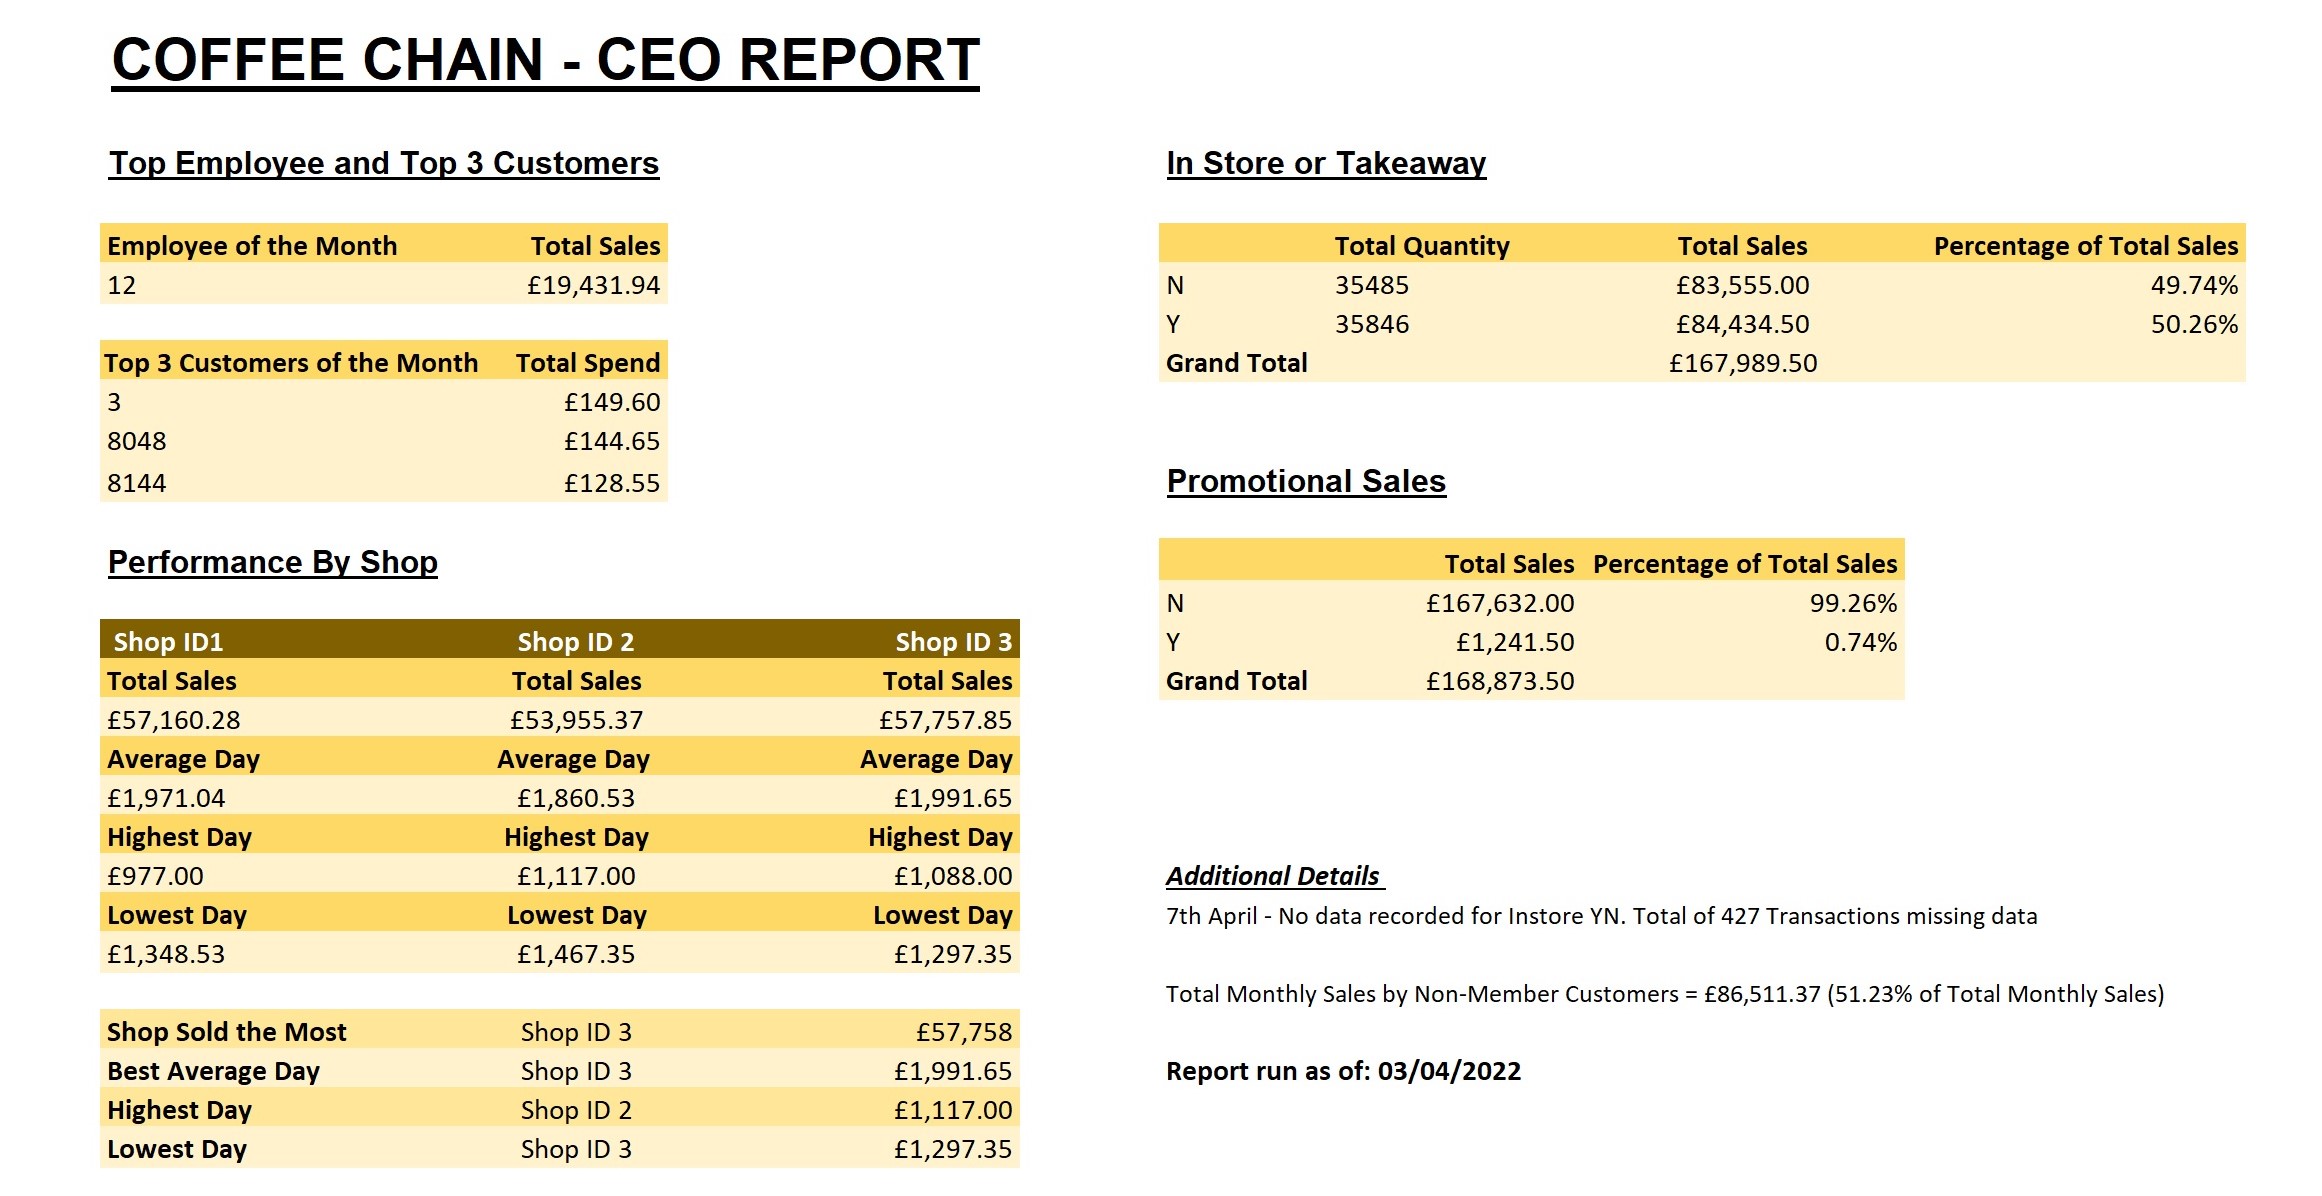 COFFEE CHAIN - CEO REPORT
Top Employee and Top 3 Customers
Employee of the Month Total Sales
12 £19,431.94
Top 3 Customers of the Month Total Spend
3 £149.60
8048 £144.65
8144 £128.55
Performance By Shop
Shop ID1 Shop ID 2 Shop ID 3
Total Sales Total Sales Total Sales
£57,160.28 £53,955.37 £57,757.85
Average Day Average Day Average Day
£1,971.04 £1,860.53 £1,991.65
Highest Day Highest Day Highest Day
£977.00 £1,117.00 £1,088.00
Lowest Day Lowest Day Lowest Day
£1,348.53 £1,467.35 £1,297.35
Shop Sold the Most Shop ID 3 £57,758
Best Average Day Shop ID 3 £1,991.65
Highest Day Shop ID 2 £1,117.00
Lowest Day Shop ID 3 £1,297.35
In Store or Takeaway
Total Quantity Total Sales Percentage of Total Sales
N 35485 £83,555.00 49.74%
Y 35846 £84,434.50 50.26%
Grand Total £167,989.50
Promotional Sales
Total Sales Percentage of Total Sales
N £167,632.00 99.26%
Y £1,241.50 0.74%
Grand Total £168,873.50
Additional Details
7th April - No data recorded for Instore YN. Total of 427 Transactions missing data
Total Monthly Sales by Non-Member Customers = £86,511.37 (51.23% of Total Monthly Sales)
Report run as of: 03/04/2022